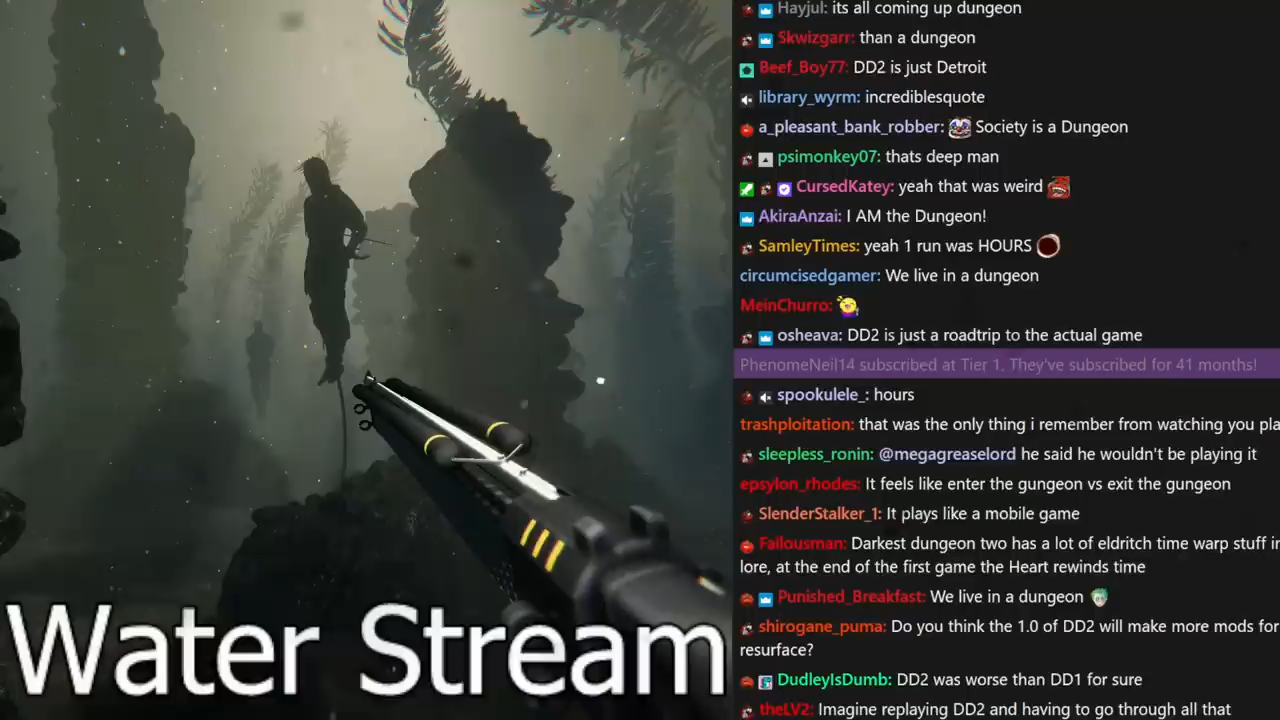 Hayjul: its all coming up dungeon
Skwizgarr: than a dungeon
Beef_Boy77: DD2 is just Detroit
library_wyrm: incrediblesquote
a_pleasant_bank_robber: Society is a Dungeon
psimonkey07: thats deep man
CursedKatey: yeah that was weird
AkiraAnzai: I AM the Dungeon!
SamleyTimes: yeah 1 run was HOURS
circumcisedgamer: We live in a dungeon
MeinChurro:
osheava: DD2 is just a roadtrip to the actual game
PhenomeNeil14 subscribed at Tier 1. They've subscribed for 41 months!
spookulele_: hours
trashploitation: that was the only thing i remember from watching you pla
sleepless_ronin: @megagreaselord he said he wouldn't be playing it
epsylon_rhodes: It feels like enter the gungeon vs exit the gungeon
SlenderStalker_1: It plays like a mobile game
Failousman: Darkest dungeon two has a lot of eldritch time warp stuff in
lore, at the end of the first game the Heart rewinds time
Punished_Breakfast: We live in a dungeon
shirogane_puma: Do you think the 1.0 of DD2 will make more mods for
resurface?
DudleyIsDumb: DD2 was worse than DD1 for sure
theLV2: Imagine replaying DD2 and having to go through all that
Water Stream